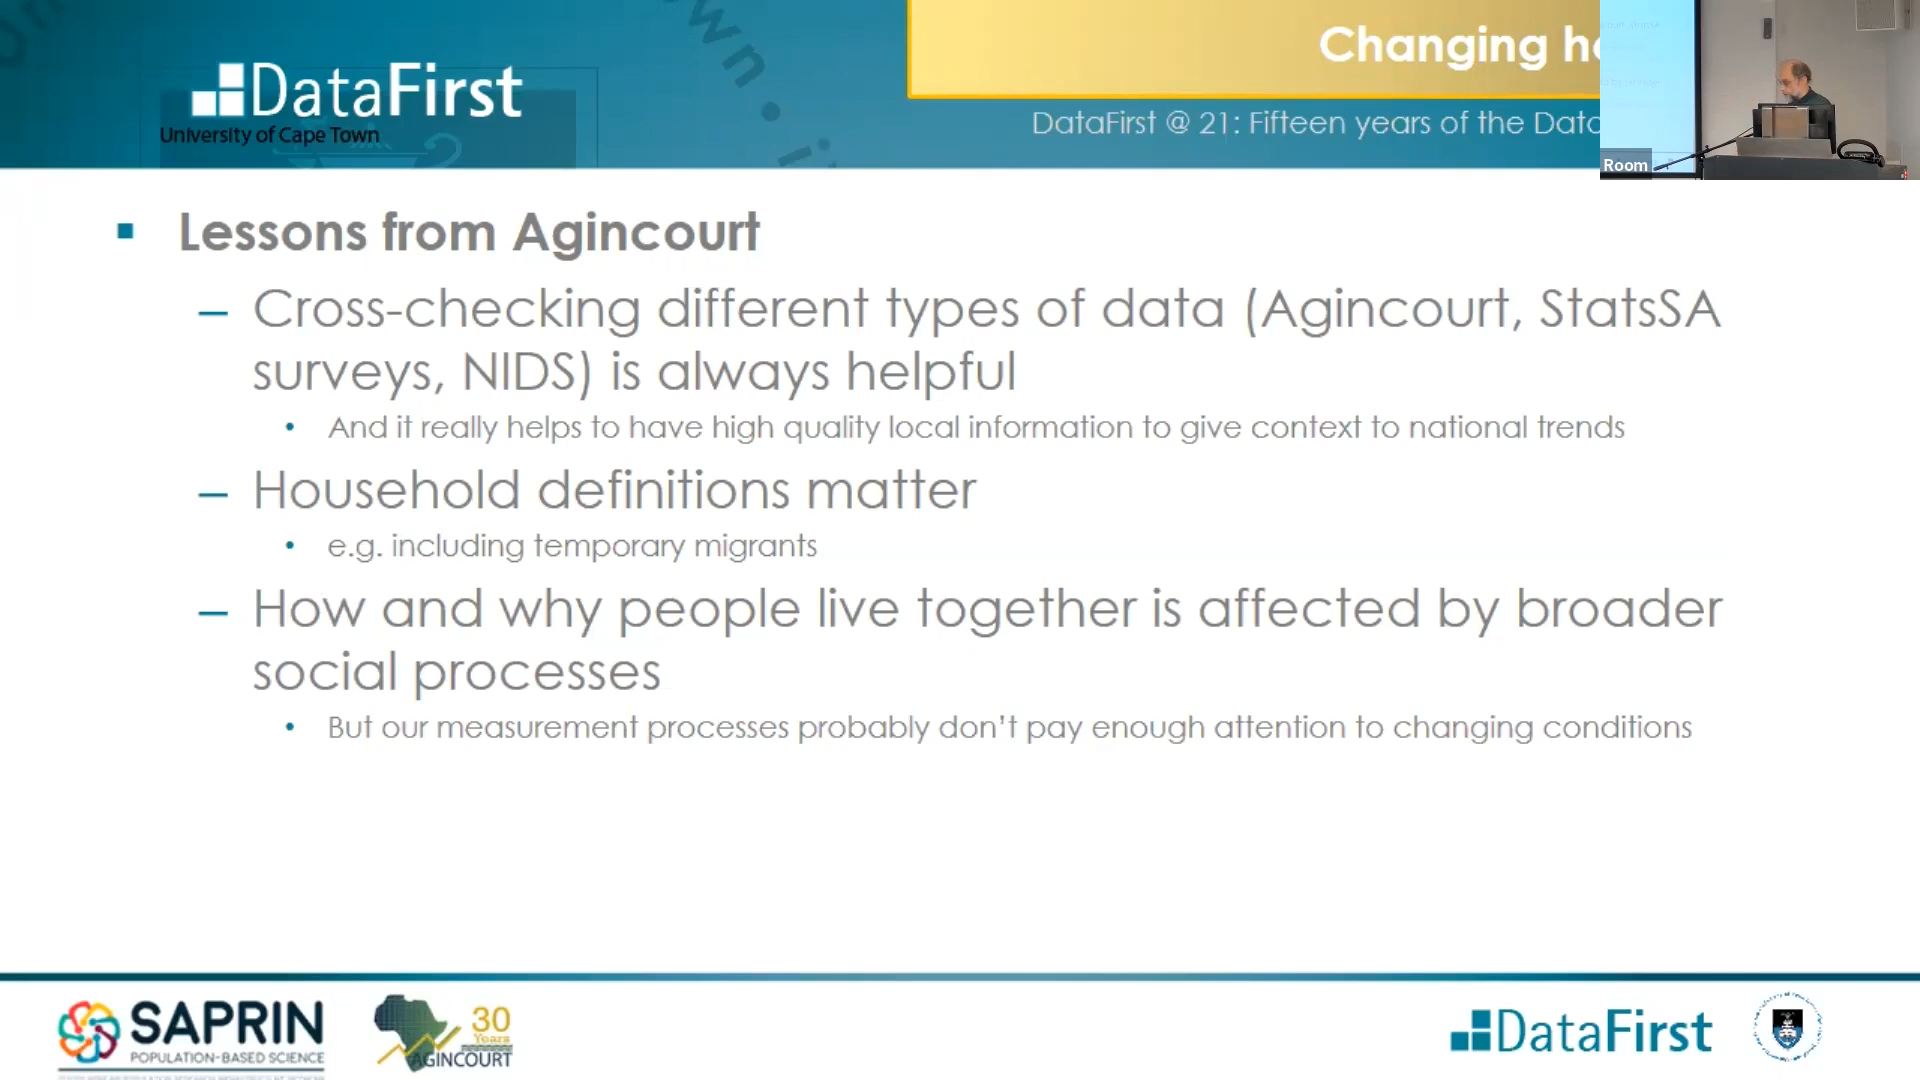 Changing
DataFirst
University of Cape Town
DataFirst @ 21: Fifteen years of the
Room
Lessons from Agincourt
– Cross-checking different types of data (Agincourt, StatsSA
surveys, NIDS) is always helpful
• And it really helps to have high quality local information to give context to national trends
– Household definitions matter
• e.g. including temporary migrants
– How and why people live together is affected by broader
social processes
• But our measurement processes probably don't pay enough attention to changing conditions
SAPRIN
POPULATION-BASED SCIENCE
30
Years
AGINCOURT
DataFirst